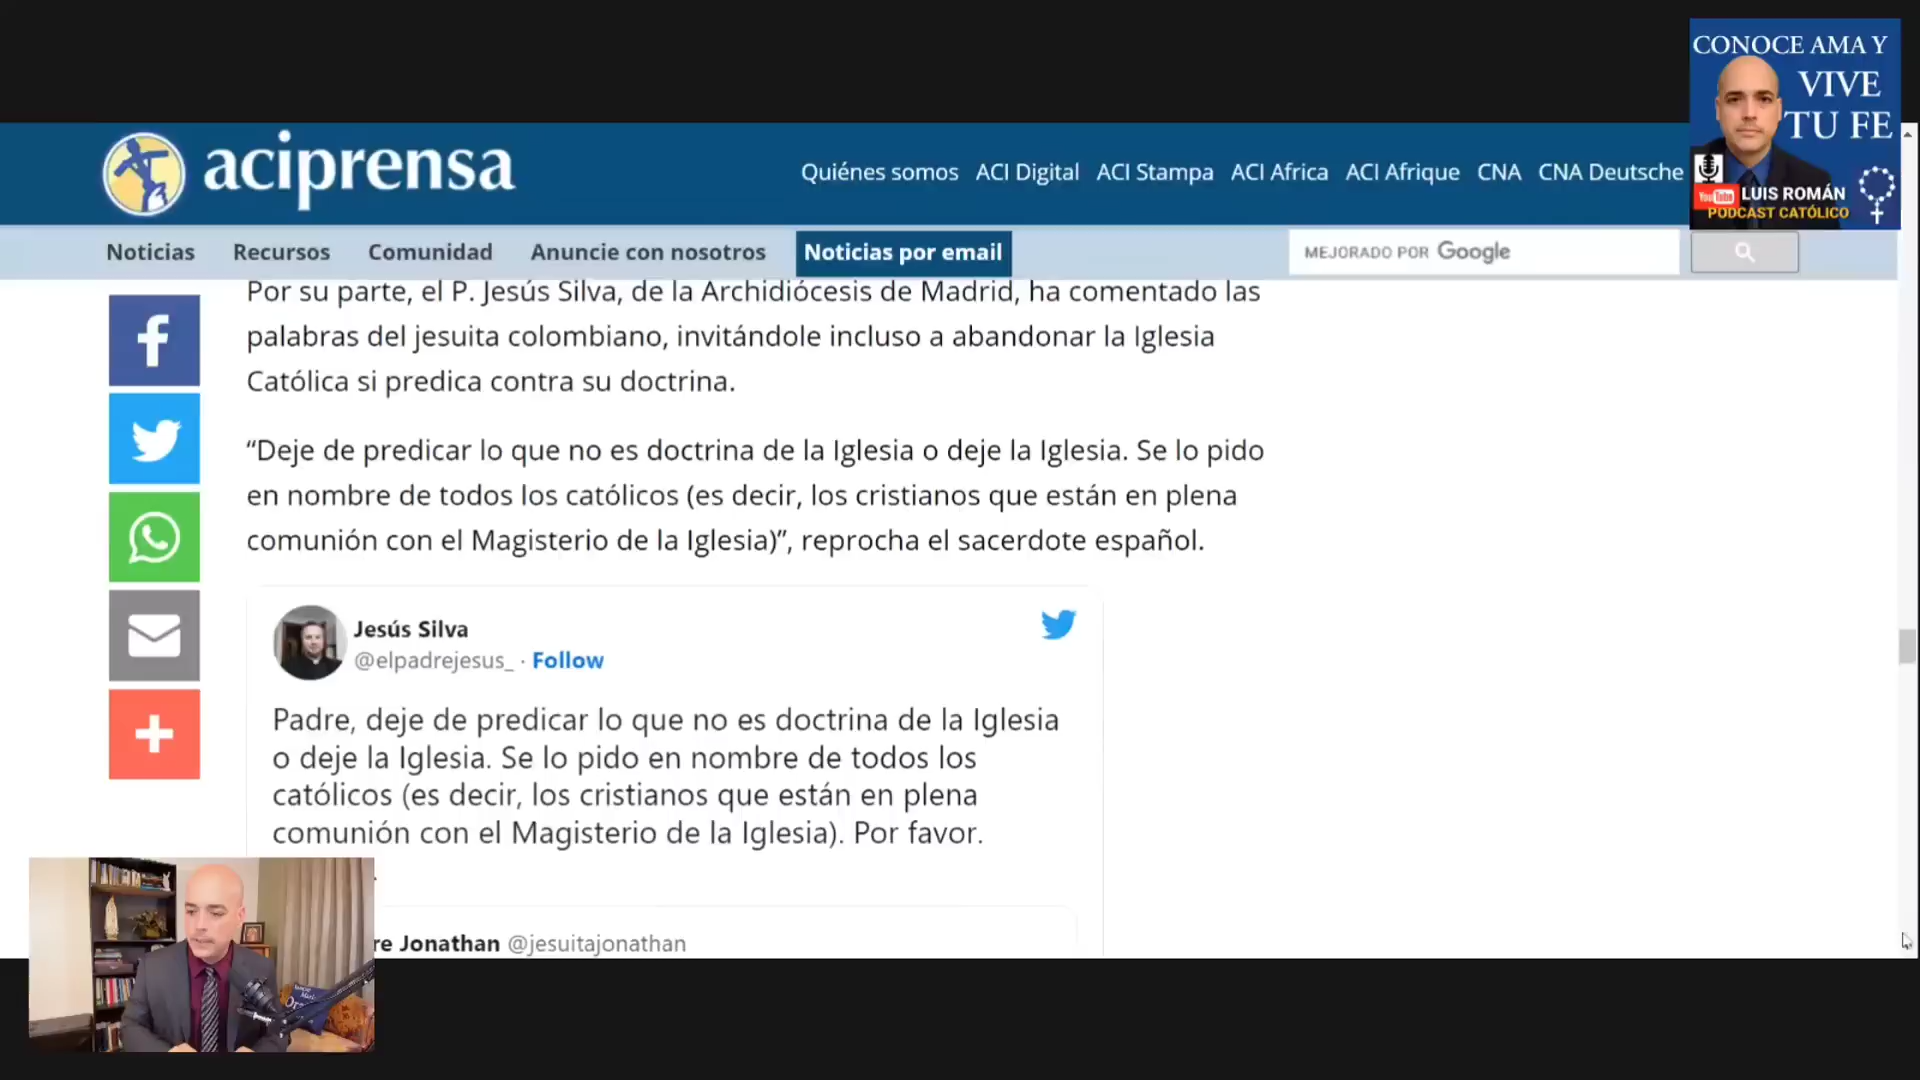 CONOCE AMA Y
VIVE
TU FE
YouTube LUIS ROMÁN
PODCAST CATÓLICO
aciprensa
Quiénes somos ACI Digital ACI Stampa ACI Africa ACI Afrique CNA CNA Deutsche
Noticias Recursos Comunidad Anuncie con nosotros Noticias por email MEJORADO POR Google
Por su parte, el P. Jesús Silva, de la Archidiócesis de Madrid, ha comentado las
palabras del jesuita colombiano, invitándole incluso a abandonar la Iglesia
Católica si predica contra su doctrina.
“Deje de predicar lo que no es doctrina de la Iglesia o deje la Iglesia. Se lo pido
en nombre de todos los católicos (es decir, los cristianos que están en plena
comunión con el Magisterio de la Iglesia)”, reprocha el sacerdote español.
Jesús Silva
@elpadrejesus_ · Follow
Padre, deje de predicar lo que no es doctrina de la Iglesia
o deje la Iglesia. Se lo pido en nombre de todos los
católicos (es decir, los cristianos que están en plena
comunión con el Magisterio de la Iglesia). Por favor.
re Jonathan @jesuitajonathan